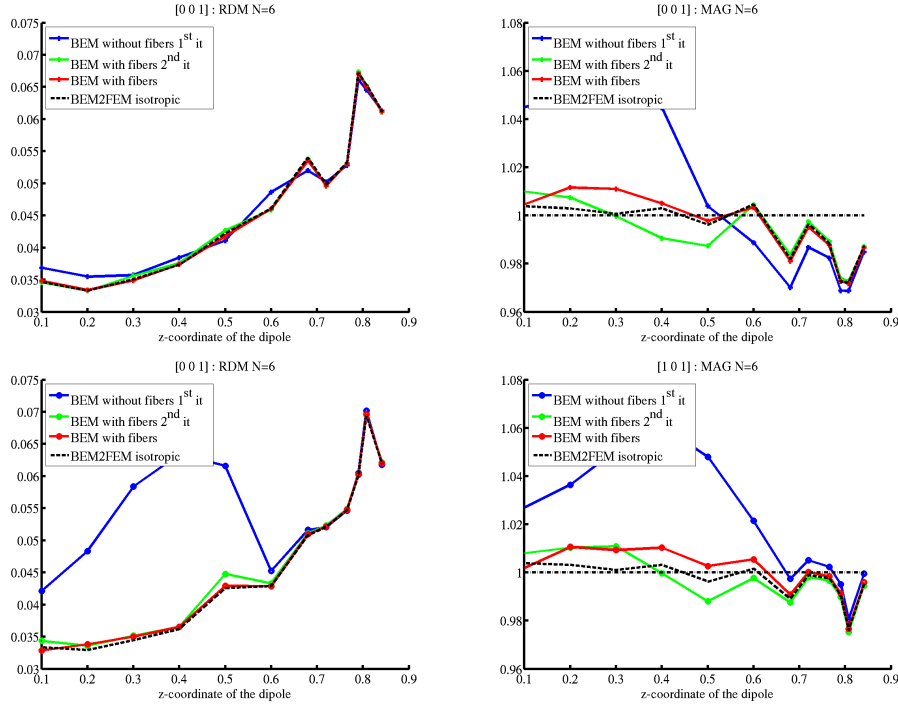 [0 0 1] : RDM N=6
0.075
0.07
0.065
0.06
0.055
0.05
0.045
0.04
0.035
0.03
BEM without fibers 1st it
BEM with fibers 2nd it
BEM with fibers
BEM2FEM isotropic
0.1 0.2 0.3 0.4 0.5 0.6 0.7 0.8 0.9
z-coordinate of the dipole
[0 0 1] : MAG N=6
1.08
1.06
1.04
1.02
1
0.98
0.96
BEM without fibers 1st it
BEM with fibers 2nd it
BEM with fibers
BEM2FEM isotropic
0.1 0.2 0.3 0.4 0.5 0.6 0.7 0.8 0.9
z-coordinate of the dipole
[0 0 1] : RDM N=6
0.075
0.07
0.065
0.06
0.055
0.05
0.045
0.04
0.035
0.03
BEM without fibers 1st it
BEM with fibers 2nd it
BEM with fibers
BEM2FEM isotropic
0.1 0.2 0.3 0.4 0.5 0.6 0.7 0.8 0.9
z-coordinate of the dipole
[1 0 1] : MAG N=6
1.08
1.06
1.04
1.02
1
0.98
0.96
BEM without fibers 1st it
BEM with fibers 2nd it
BEM with fibers
BEM2FEM isotropic
0.1 0.2 0.3 0.4 0.5 0.6 0.7 0.8 0.9
z-coordinate of the dipole